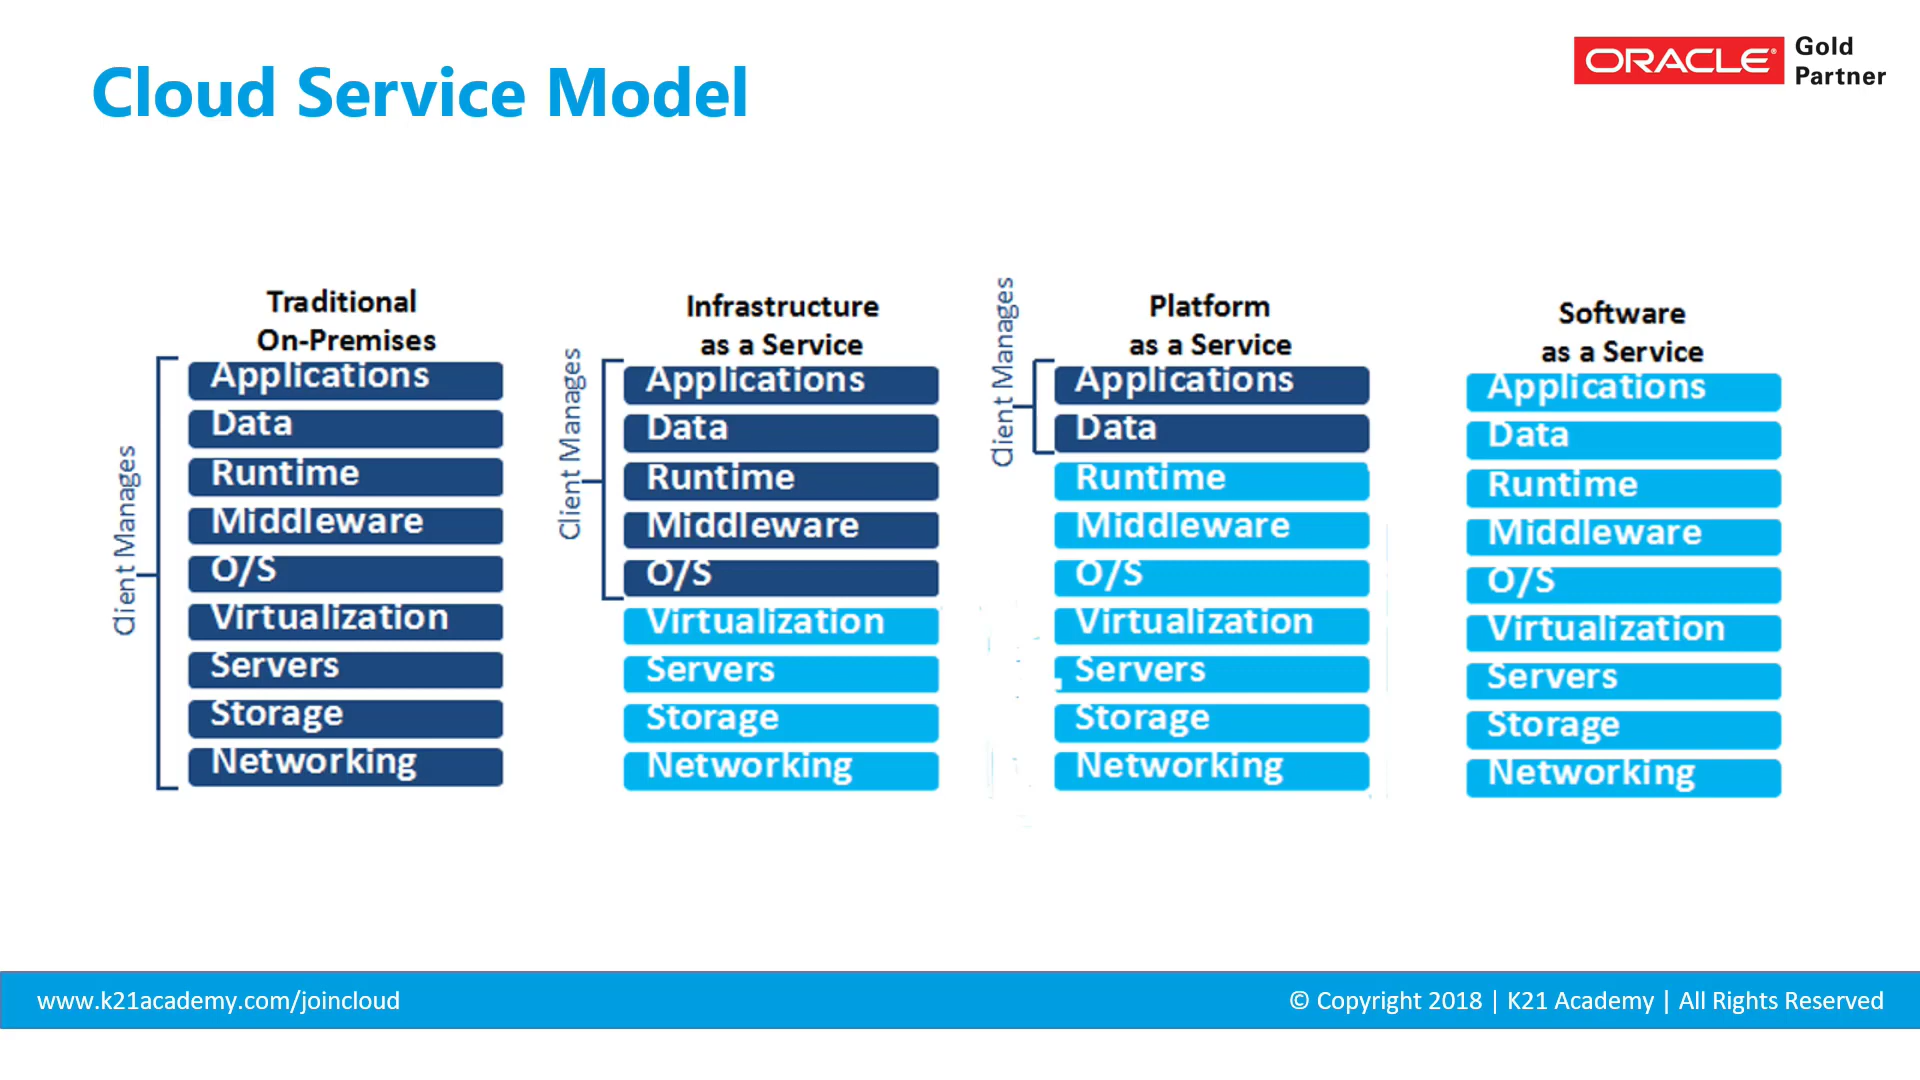 Cloud Service Model
ORACLE®
Gold
Partner
Traditional
On-Premises
Client Manages
Applications
Data
Runtime
Middleware
O/S
Virtualization
Servers
Storage
Networking
Infrastructure
as a Service
Client Manages
Applications
Data
Runtime
Middleware
O/S
Virtualization
Servers
Storage
Networking
Platform
as a Service
Client Manages
Applications
Data
Runtime
Middleware
O/S
Virtualization
Servers
Storage
Networking
Software
as a Service
Applications
Data
Runtime
Middleware
O/S
Virtualization
Servers
Storage
Networking
www.k21academy.com/joincloud
© Copyright 2018 | K21 Academy | All Rights Reserved